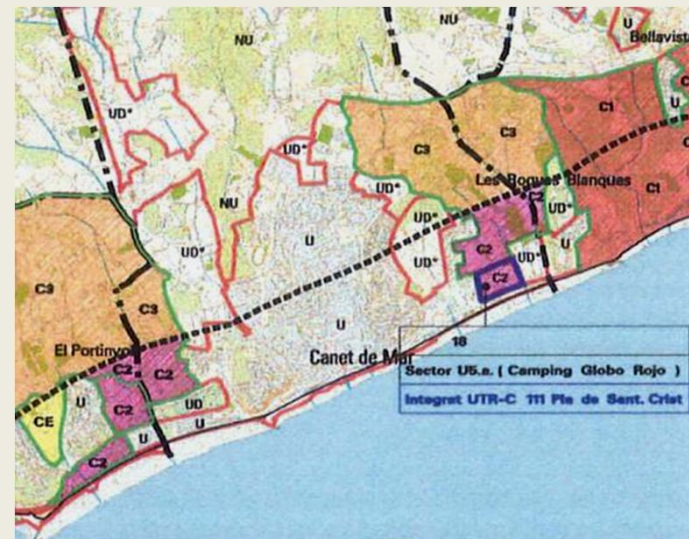 NU
NU
U
Bellavista
UD*
C1
U
C3
C3
UD*
UD*
Les Roques Blanques
C1
NU
C2
UD*
UD*
U
UD*
C2
U
UD*
UD*
C2
C3
C3
18
U
El Portinyol
Canet de Mar
C2
C2
Sector U5.a. ( Camping Globo Rojo )
Integrat UTR-C 111 Pla de Sant. Crist
U
C2
UD
CE
U
U
C2